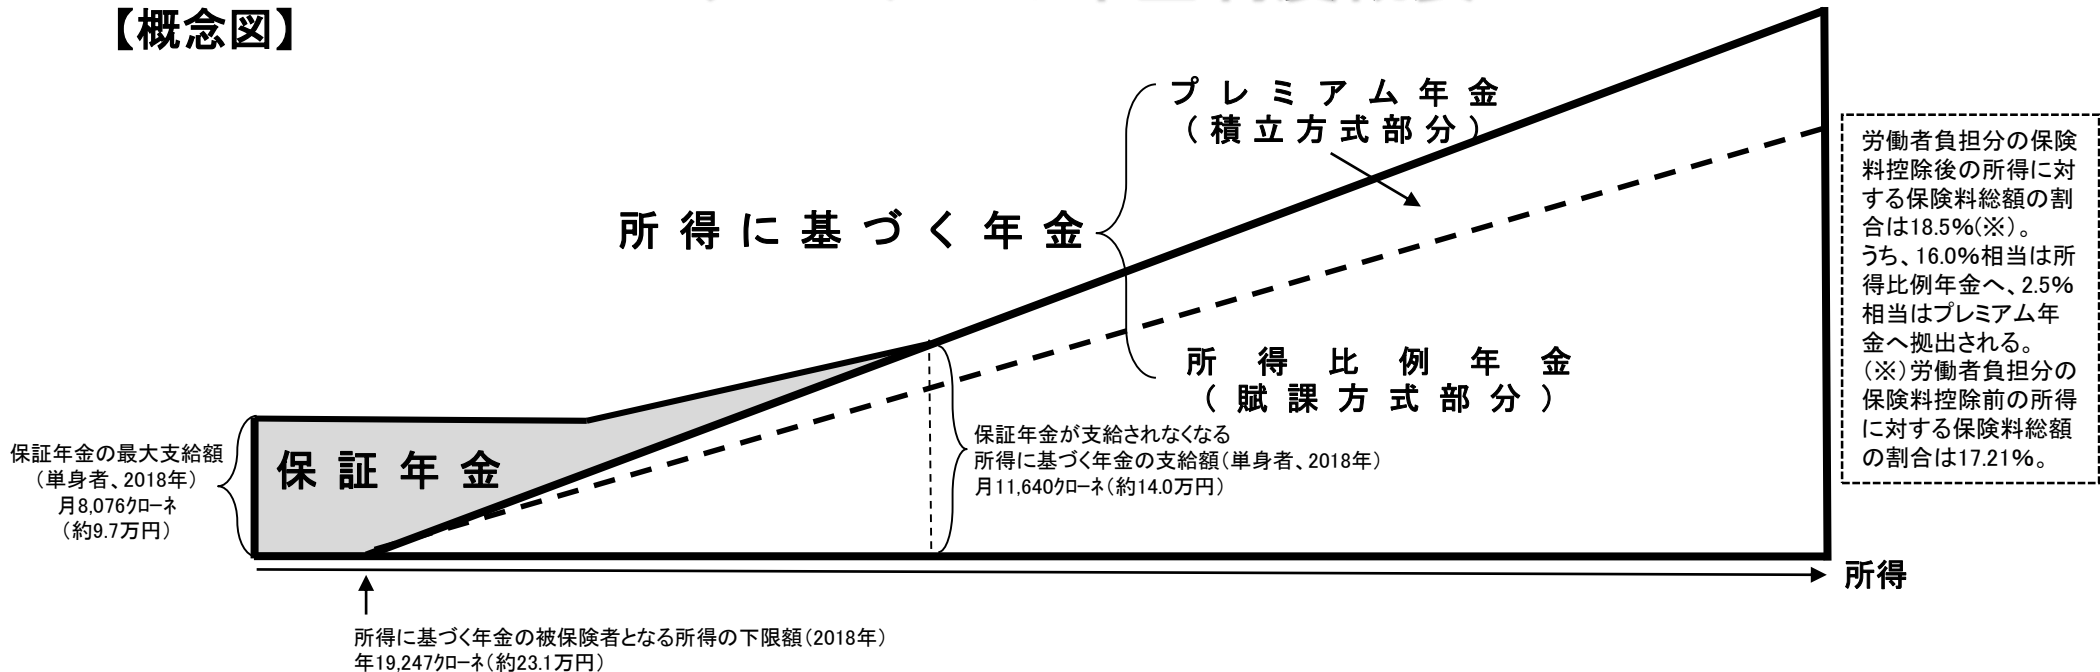 【概念図】
プレミアム年金
(積立方式部分)
所得に基づく年金
所得比例年金
(賦課方式部分)
労働者負担分の保険
料控除後の所得に対
する保険料総額の割
合は18.5%(※)。
うち、16.0%相当は所
得比例年金へ、2.5%
相当はプレミアム年
金へ拠出される。
(※)労働者負担分の
保険料控除前の所得
に対する保険料総額
の割合は17.21%。
保証年金の最大支給額
(単身者、2018年)
月8,076クローネ
(約9.7万円)
保証年金
保証年金が支給されなくなる
所得に基づく年金の支給額(単身者、2018年)
月11,640クローネ(約14.0万円)
所得
所得に基づく年金の被保険者となる所得の下限額(2018年)
年19,247クローネ(約23.1万円)